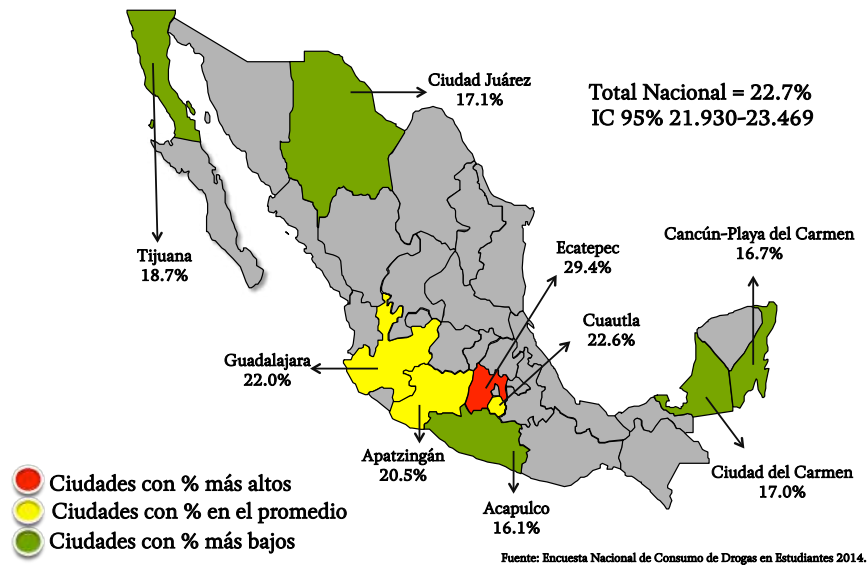 Ciudad Juárez
17.1%
Total Nacional = 22.7%
IC 95% 21.930-23.469
Tijuana
18.7%
Ecatepec
29.4%
Cancún-Playa del Carmen
16.7%
Cuautla
22.6%
Guadalajara
22.0%
Apatzingán
20.5%
Acapulco
16.1%
Ciudad del Carmen
17.0%
Ciudades con % más altos
Ciudades con % en el promedio
Ciudades con % más bajos
Fuente: Encuesta Nacional de Consumo de Drogas en Estudiantes 2014.